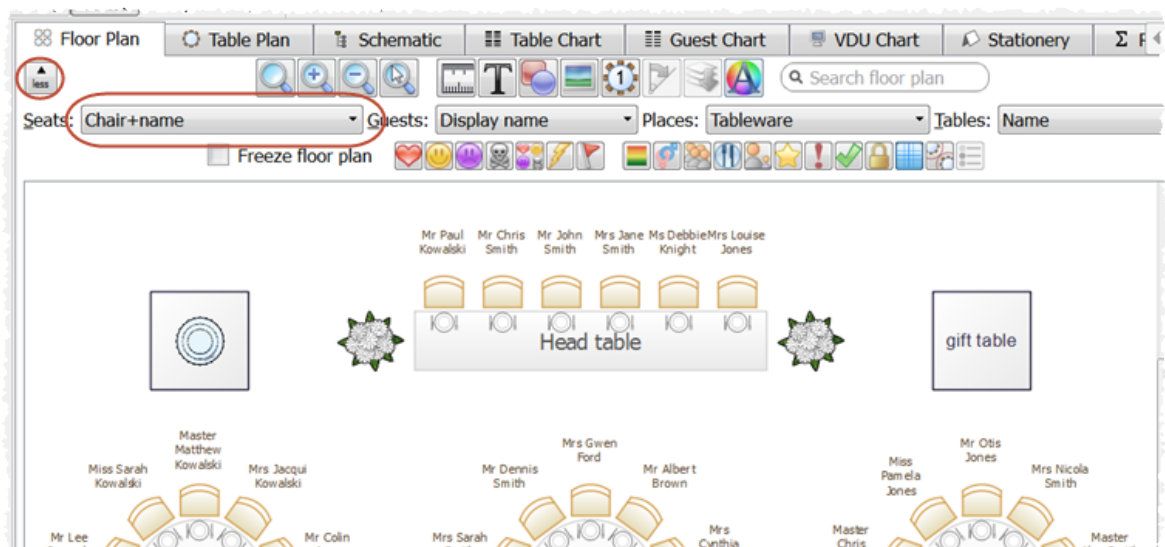 Floor Plan Table Plan Schematic Table Chart Guest Chart VDU Chart Stationery Σ
less T 1 A Search floor plan
Seats: Chair+name Guests: Display name Places: Tableware Tables: Name
Freeze floor plan
Mr Paul Kowalski
Mr Chris Smith
Mr John Smith
Mrs Jane Smith
Ms Debbie Knight
Mrs Louise Jones
Head table
gift table
Master Matthew Kowalski
Miss Sarah Kowalski
Mrs Jacqui Kowalski
Mr Lee
Mr Colin
Mrs Gwen Ford
Mr Dennis Smith
Mr Albert Brown
Mrs Sarah
Mrs Cynthia
Mr Otis Jones
Miss Pamela Jones
Mrs Nicola Smith
Master Chris
Master